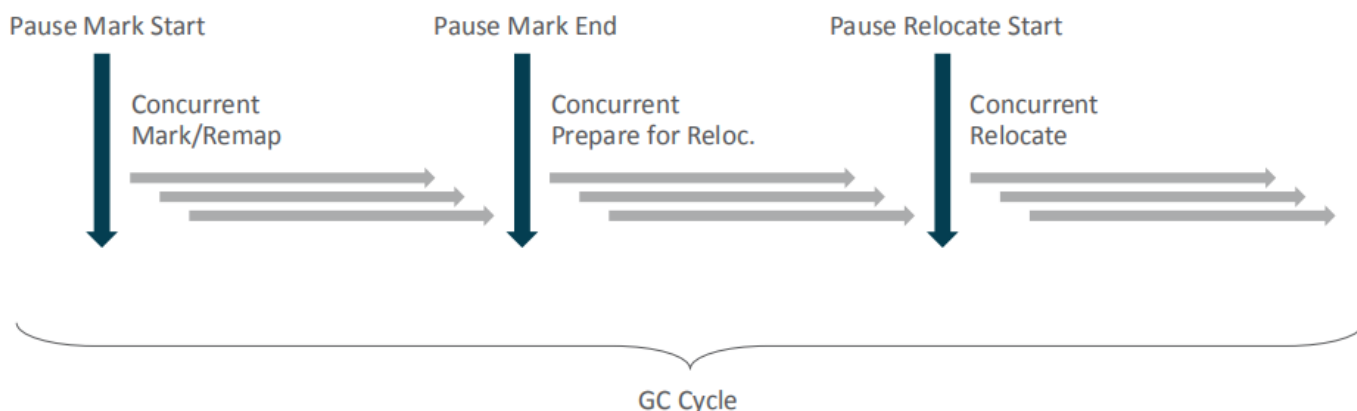 Pause Mark Start
Pause Mark End
Pause Relocate Start
Concurrent
Mark/Remap
Concurrent
Prepare for Reloc.
Concurrent
Relocate
GC Cycle